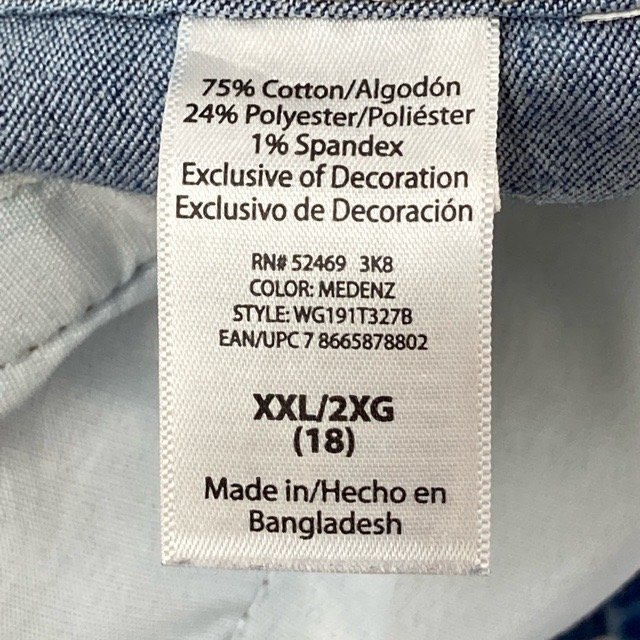 75% Cotton/Algodón
24% Polyester/Poliéster
1% Spandex
Exclusive of Decoration
Exclusivo de Decoración
RN# 52469 3K8
COLOR: MEDENZ
STYLE: WG191T327B
EAN/UPC 7 8665878802
XXL/2XG
(18)
Made in/Hecho en
Bangladesh